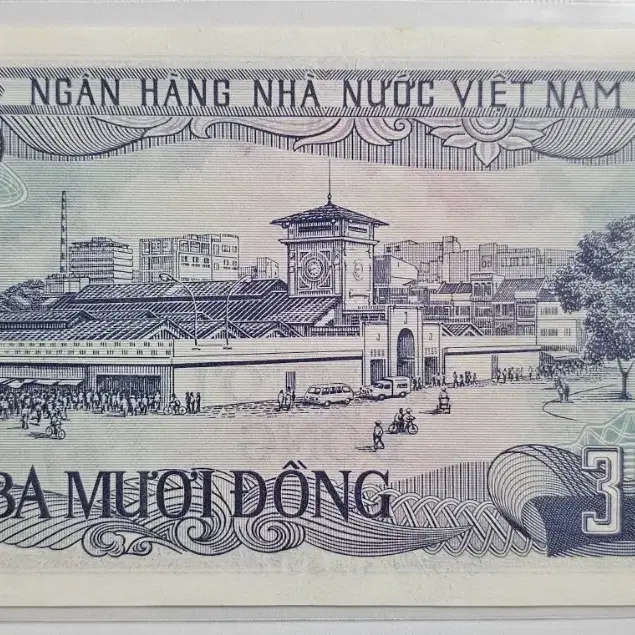 NGÂN HÀNG NHÀ NƯỚC VIỆT NAM
BA MƯƠI ĐỒNG
3